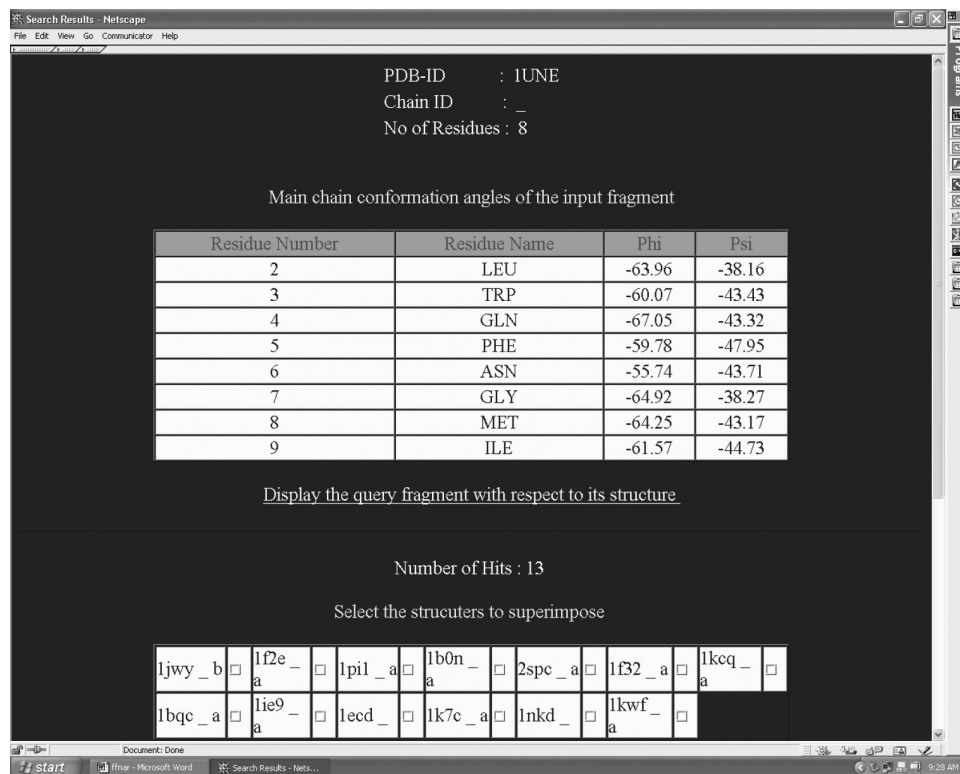 Search Results - Netscape
File Edit View Go Communicator Help
PDB-ID : 1UNE
Chain ID : _
No of Residues : 8
Main chain conformation angles of the input fragment
Residue Number Residue Name Phi Psi
2 LEU -63.96 -38.16
3 TRP -60.07 -43.43
4 GLN -67.05 -43.32
5 PHE -59.78 -47.95
6 ASN -55.74 -43.71
7 GLY -64.92 -38.27
8 MET -64.25 -43.17
9 ILE -61.57 -44.73
Display the query fragment with respect to its structure
Number of Hits : 13
Select the strucuters to superimpose
1jwy _ b 1f2e _ a 1pi1 _ a 1b0n _ a 2spc _ a 1f32 _ a 1kcq _ a
1bqc _ a 1ie9 _ a 1ecd _ 1k7c _ a 1nkd _ 1kwf _ a
Document: Done
start ffnar - Microsoft Word Search Results - Nets... 9:28 AM